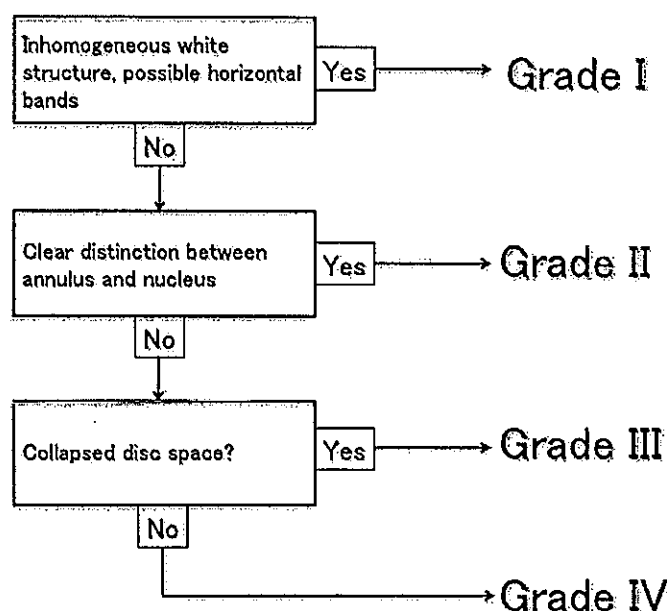 Inhomogeneous white
structure, possible horizontal
bands
Yes
Grade I
No
Clear distinction between
annulus and nucleus
Yes
Grade II
No
Collapsed disc space?
Yes
Grade III
No
Grade IV